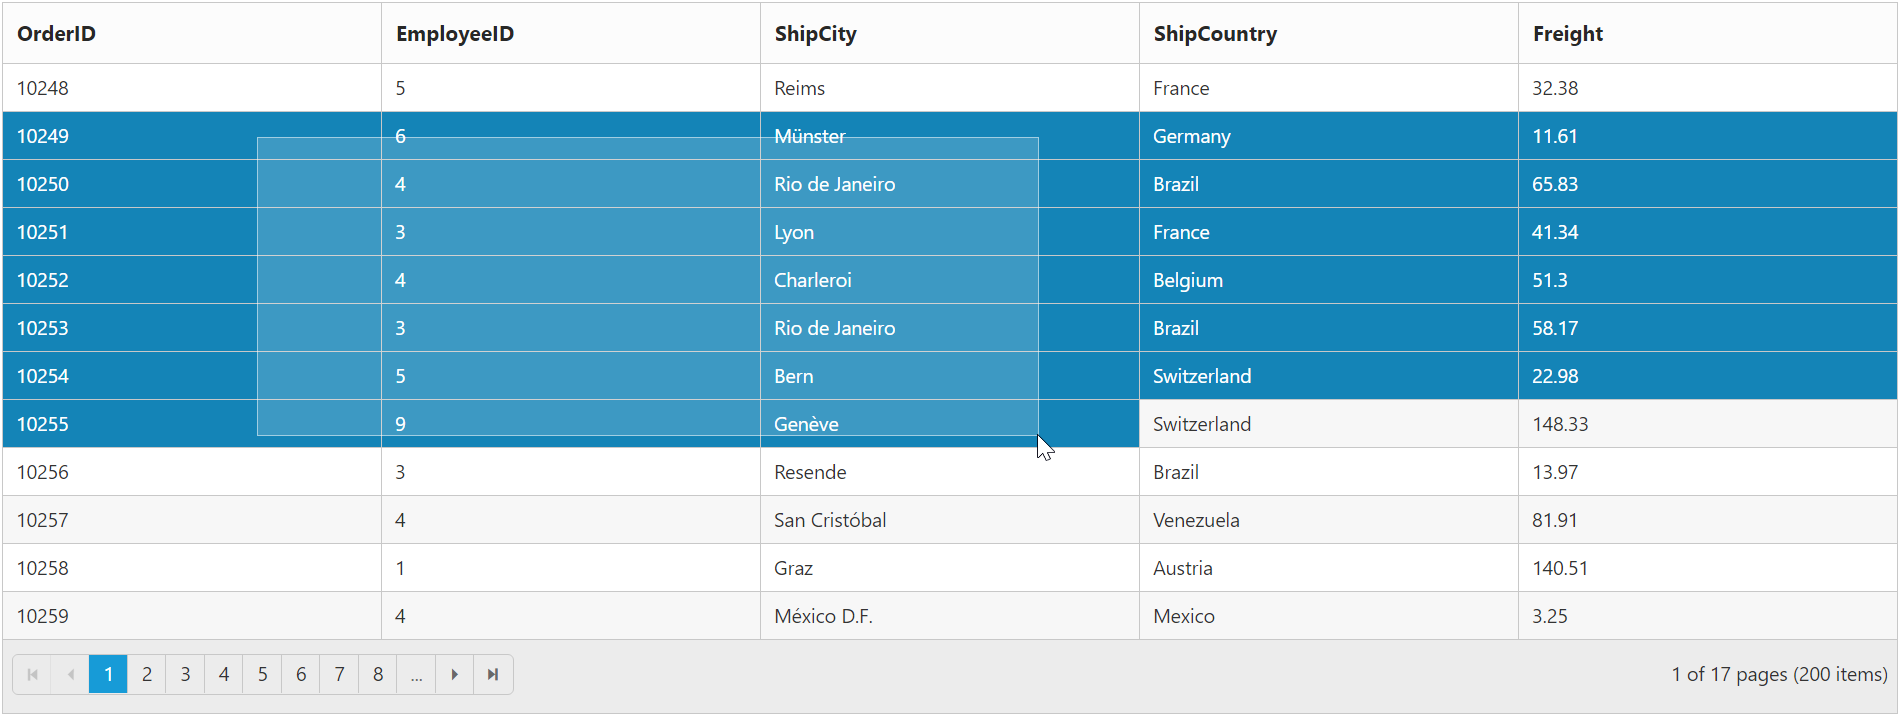 OrderID EmployeeID ShipCity ShipCountry Freight
10248 5 Reims France 32.38
10249 6 Münster Germany 11.61
10250 4 Rio de Janeiro Brazil 65.83
10251 3 Lyon France 41.34
10252 4 Charleroi Belgium 51.3
10253 3 Rio de Janeiro Brazil 58.17
10254 5 Bern Switzerland 22.98
10255 9 Genève Switzerland 148.33
10256 3 Resende Brazil 13.97
10257 4 San Cristóbal Venezuela 81.91
10258 1 Graz Austria 140.51
10259 4 México D.F. Mexico 3.25
1 2 3 4 5 6 7 8 ... 1 of 17 pages (200 items)